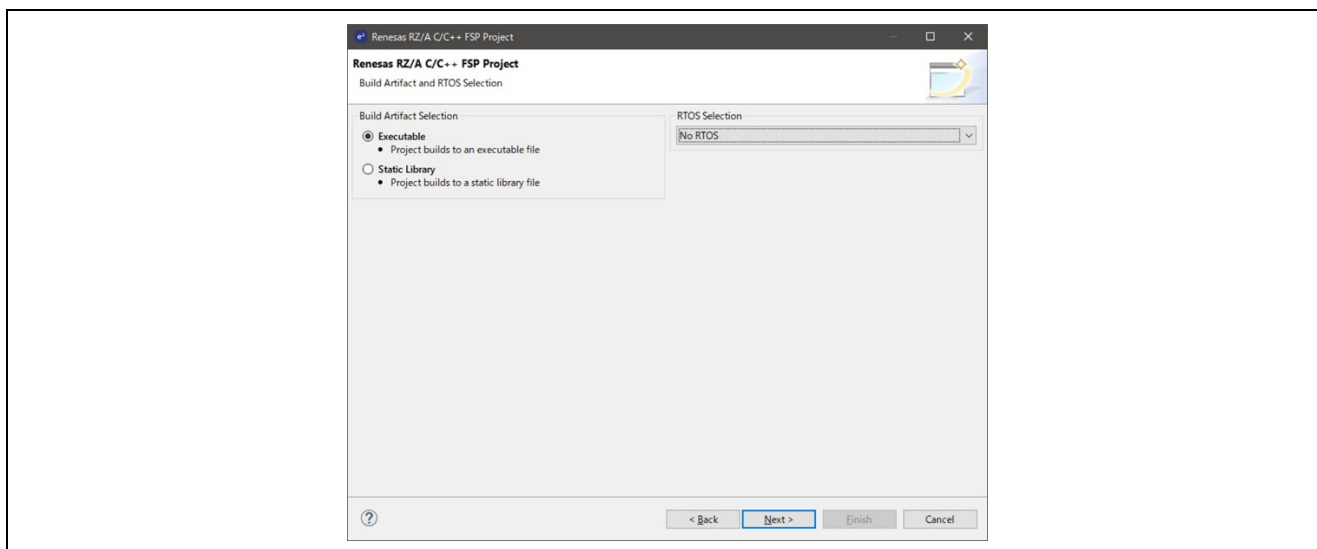 e² Renesas RZ/A C/C++ FSP Project
Renesas RZ/A C/C++ FSP Project
Build Artifact and RTOS Selection
Build Artifact Selection
Executable
• Project builds to an executable file
Static Library
• Project builds to a static library file
RTOS Selection
No RTOS
?
< Back
Next >
Finish
Cancel